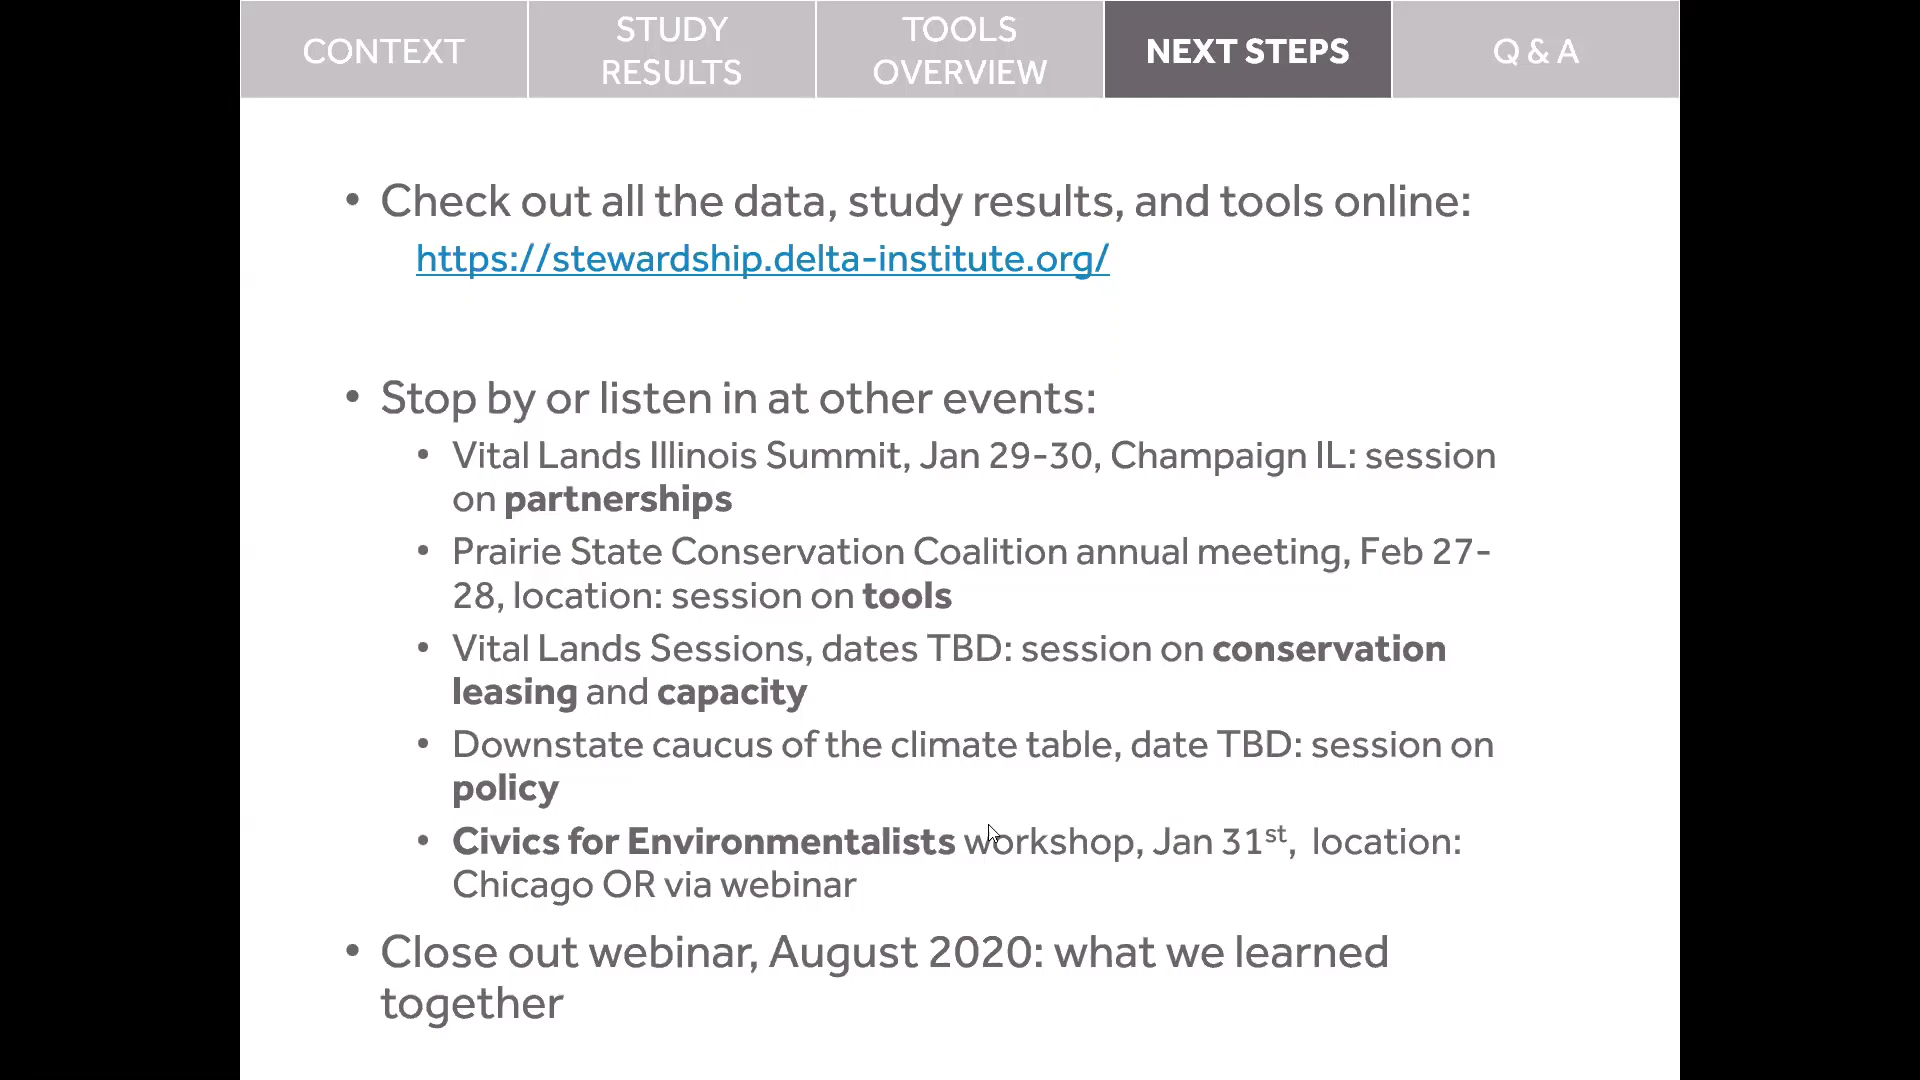 CONTEXT
STUDY
RESULTS
TOOLS
OVERVIEW
NEXT STEPS
Q & A
• Check out all the data, study results, and tools online:
https://stewardship.delta-institute.org/
• Stop by or listen in at other events:
• Vital Lands Illinois Summit, Jan 29-30, Champaign IL: session
on partnerships
• Prairie State Conservation Coalition annual meeting, Feb 27-
28, location: session on tools
• Vital Lands Sessions, dates TBD: session on conservation
leasing and capacity
• Downstate caucus of the climate table, date TBD: session on
policy
• Civics for Environmentalists workshop, Jan 31st, location:
Chicago OR via webinar
• Close out webinar, August 2020: what we learned
together